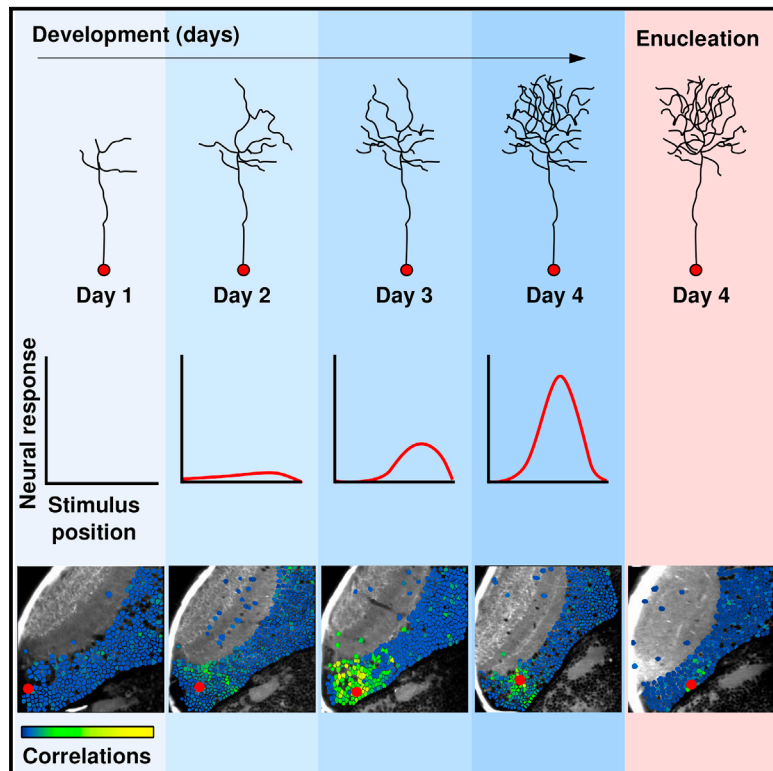 Development (days)
Enucleation
Day 1
Day 2
Day 3
Day 4
Day 4
Neural response
Stimulus
position
Correlations